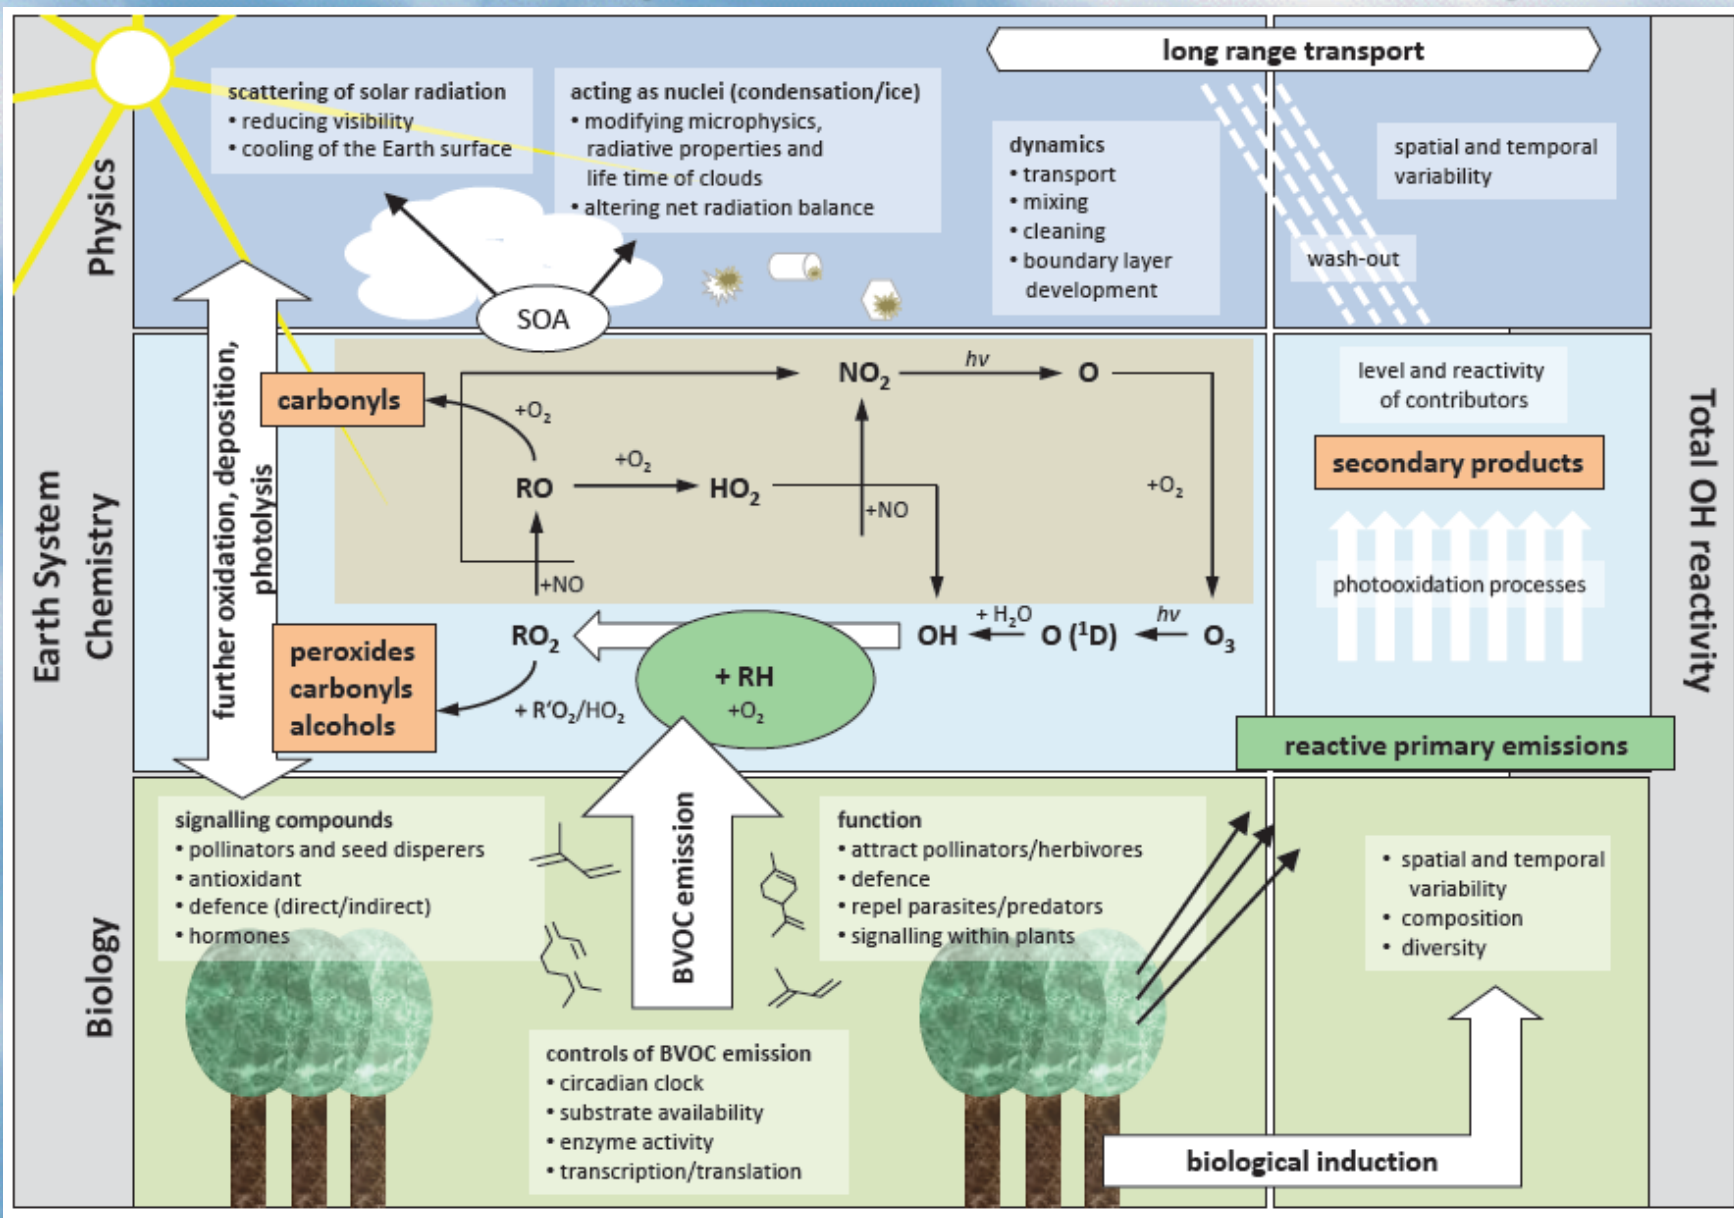 long range transport
scattering of solar radiation
• reducing visibility
• cooling of the Earth surface
acting as nuclei (condensation/ice)
• modifying microphysics,
radiative properties and
life time of clouds
• altering net radiation balance
dynamics
• transport
• mixing
• cleaning
• boundary layer
development
spatial and temporal
variability
wash-out
Physics
SOA
Earth System
Chemistry
further oxidation, deposition,
photolysis
carbonyls
+O₂
NO₂
hν
O
RO
+O₂
HO₂
+NO
+O₂
+NO
RO₂
OH
+ H₂O
O (¹D)
hν
O₃
+ RH
+O₂
peroxides
carbonyls
alcohols
+ R'O₂/HO₂
level and reactivity
of contributors
secondary products
photooxidation processes
reactive primary emissions
Total OH reactivity
Biology
signalling compounds
• pollinators and seed disperers
• antioxidant
• defence (direct/indirect)
• hormones
BVOC emission
function
• attract pollinators/herbivores
• defence
• repel parasites/predators
• signalling within plants
• spatial and temporal
variability
• composition
• diversity
controls of BVOC emission
• circadian clock
• substrate availability
• enzyme activity
• transcription/translation
biological induction